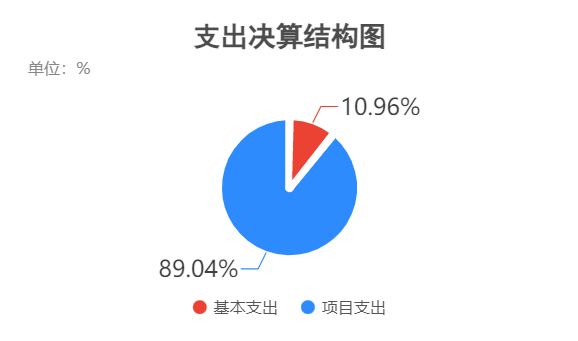 支出决算结构图
单位：%
10.96%
89.04%
基本支出 项目支出